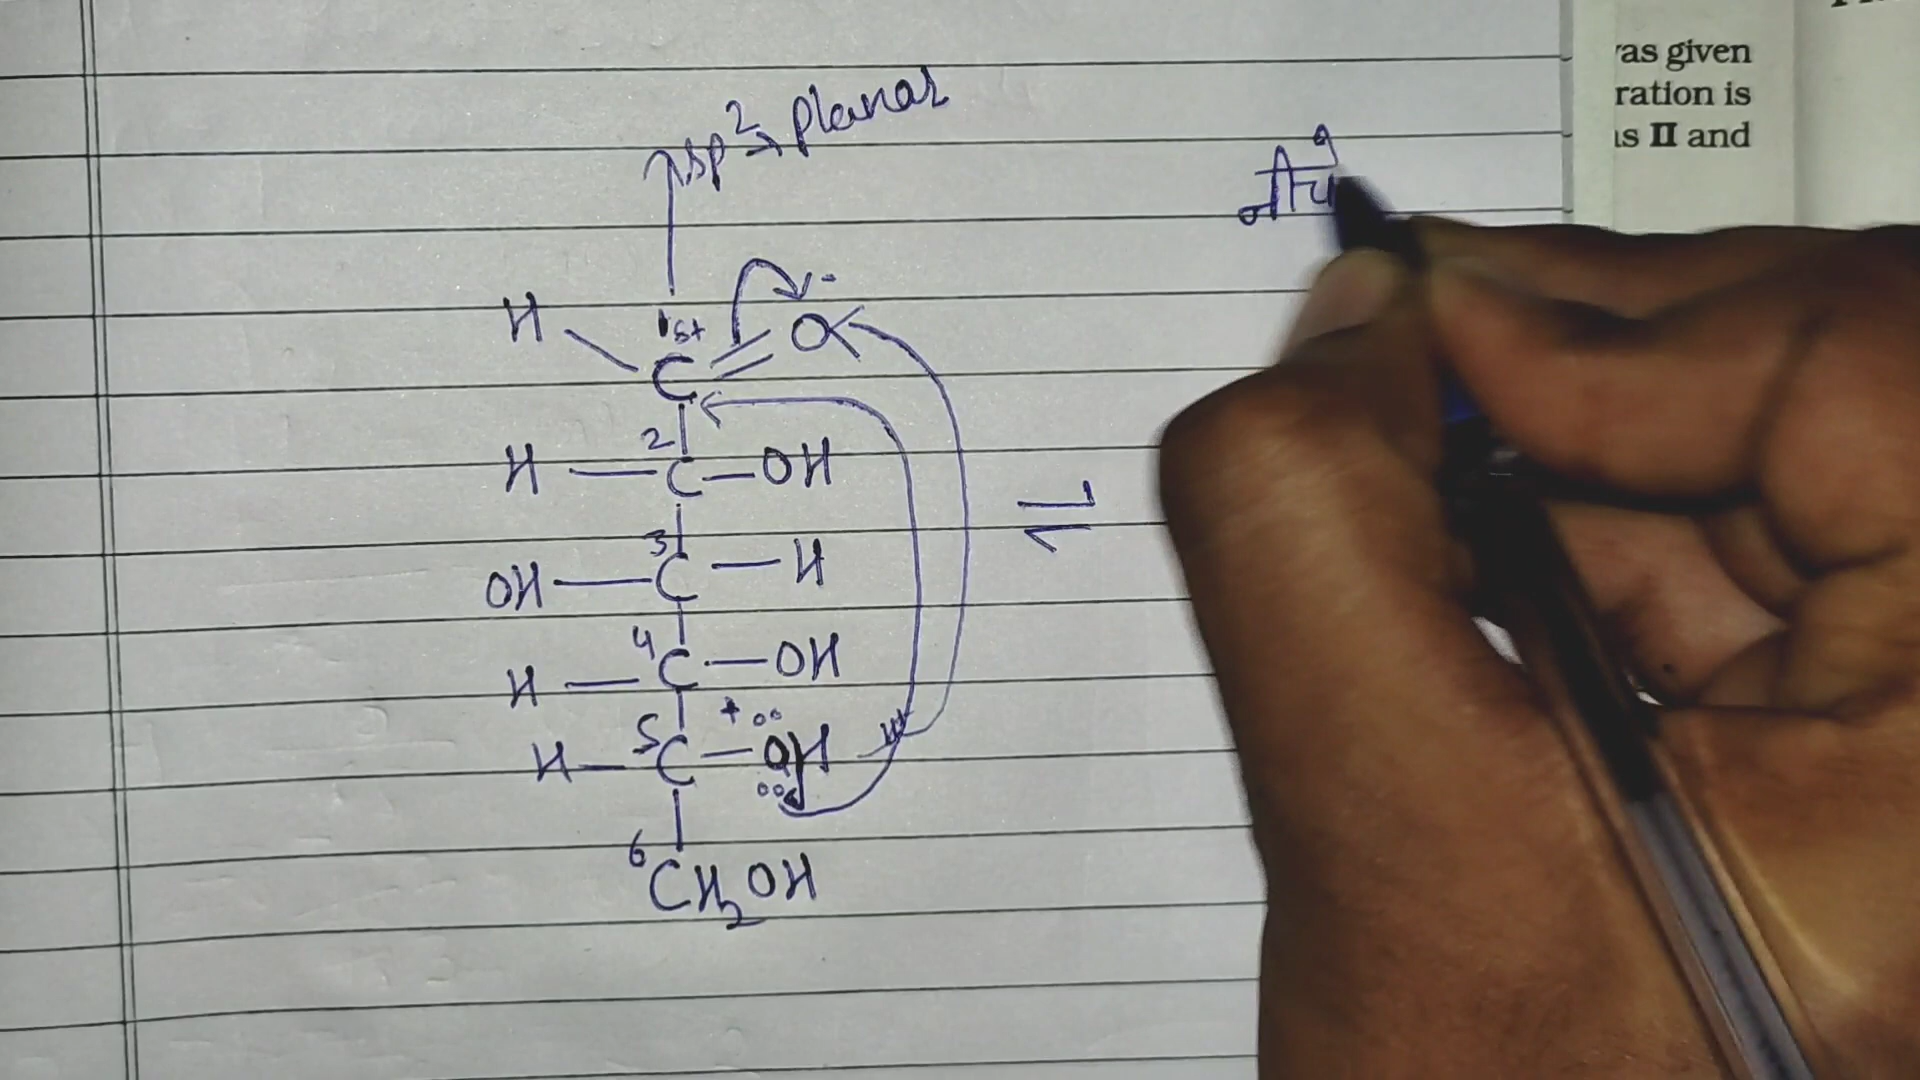 sp² → Planar
H 1st C = O -
H — 2 C — OH
OH — 3 C — H
H — 4 C — OH
H — 5 C — OH +
6 CH₂OH
⇌
नीच
was given
ration is
as II and